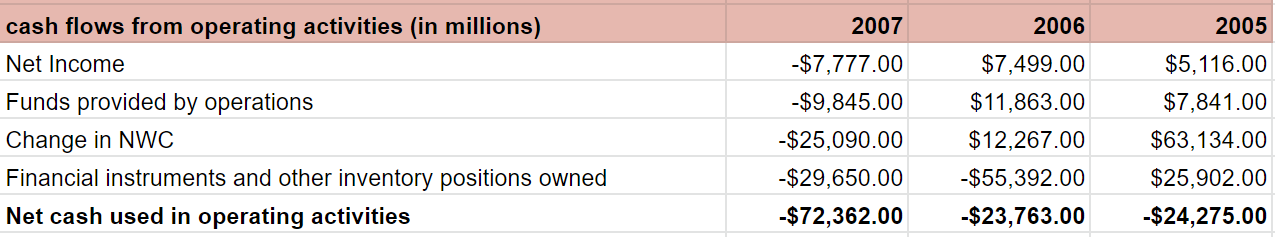 cash flows from operating activities (in millions) 2007 2006 2005
Net Income -$7,777.00 $7,499.00 $5,116.00
Funds provided by operations -$9,845.00 $11,863.00 $7,841.00
Change in NWC -$25,090.00 $12,267.00 $63,134.00
Financial instruments and other inventory positions owned -$29,650.00 -$55,392.00 $25,902.00
Net cash used in operating activities -$72,362.00 -$23,763.00 -$24,275.00